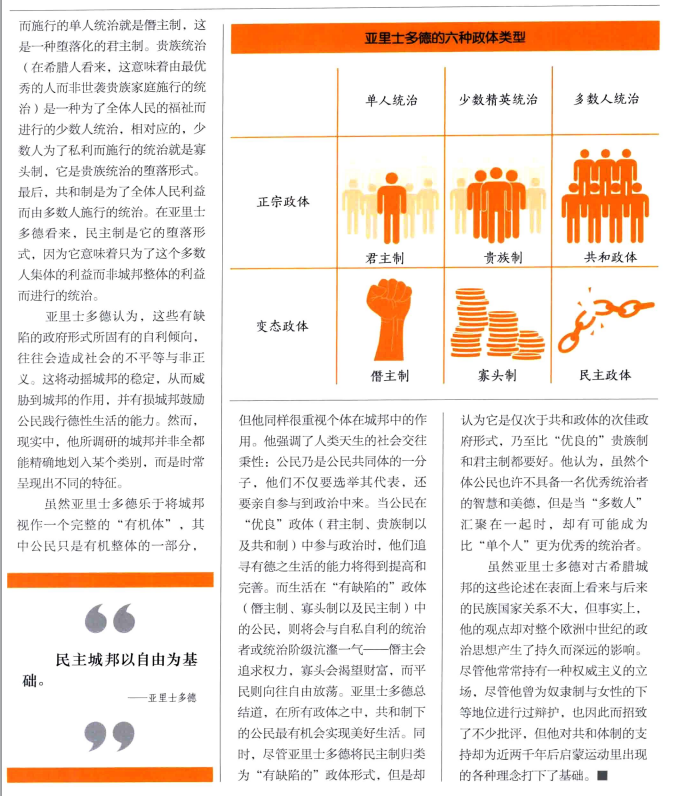 而施行的单人统治就是僭主制，这
是一种堕落化的君主制。贵族统治
（在希腊人看来，这意味着由最优
秀的人而非世袭贵族家庭施行的统
治）是一种为了全体人民的福祉而
进行的少数人统治，相对应的，少
数人为了私利而施行的统治就是寡
头制，它是贵族统治的堕落形式。
最后，共和制是为了全体人民利益
而由多数人施行的统治。在亚里士
多德看来，民主制是它的堕落形
式，因为它意味着只为了这个多数
人集体的利益而非城邦整体的利益
而进行的统治。
亚里士多德认为，这些有缺
陷的政府形式所固有的自利倾向，
往往会造成社会的不平等与非正
义。这将动摇城邦的稳定，从而威
胁到城邦的作用，并有损城邦鼓励
公民践行德性生活的能力。然而，
现实中，他所调研的城邦并非全都
能精确地划入某个类别，而是时常
呈现出不同的特征。
虽然亚里士多德乐于将城邦
视作一个完整的“有机体”，其
中公民只是有机整体的一部分，
“
民主城邦以自由为基
础。
——亚里士多德
”
亚里士多德的六种政体类型
单人统治 少数精英统治 多数人统治
正宗政体
君主制 贵族制 共和政体
变态政体
僭主制 寡头制 民主政体
但他同样很重视个体在城邦中的作
用。他强调了人类天生的社会交往
秉性；公民乃是公民共同体的一分
子，他们不仅要选举其代表，还
要亲自参与到政治中来。当公民在
“优良”政体（君主制、贵族制以
及共和制）中参与政治时，他们追
寻有德之生活的能力将得到提高和
完善。而生活在“有缺陷的”政体
（僭主制、寡头制以及民主制）中
的公民，则将会与自私自利的统治
者或统治阶级沆瀣一气——僭主会
追求权力，寡头会渴望财富，而平
民则向往自由放荡。亚里士多德总
结道，在所有政体之中，共和制下
的公民最有机会实现美好生活。同
时，尽管亚里士多德将民主制归类
为“有缺陷的”政体形式，但是却
认为它是仅次于共和政体的次佳政
府形式，乃至比“优良的”贵族制
和君主制都要好。他认为，虽然个
体公民也许不具备一名优秀统治者
的智慧和美德，但是当“多数人”
汇聚在一起时，却有可能成为
比“单个人”更为优秀的统治者。
虽然亚里士多德对古希腊城
邦的这些论述在表面上看来与后来
的民族国家关系不大，但事实上，
他的观点却对整个欧洲中世纪的政
治思想产生了持久而深远的影响。
尽管他常常持有一种权威主义的立
场，尽管他曾为奴隶制与女性的下
等地位进行过辩护，也因此而招致
了不少批评，但他对共和体制的支
持却为近两千年后启蒙运动里出现
的各种理念打下了基础。■